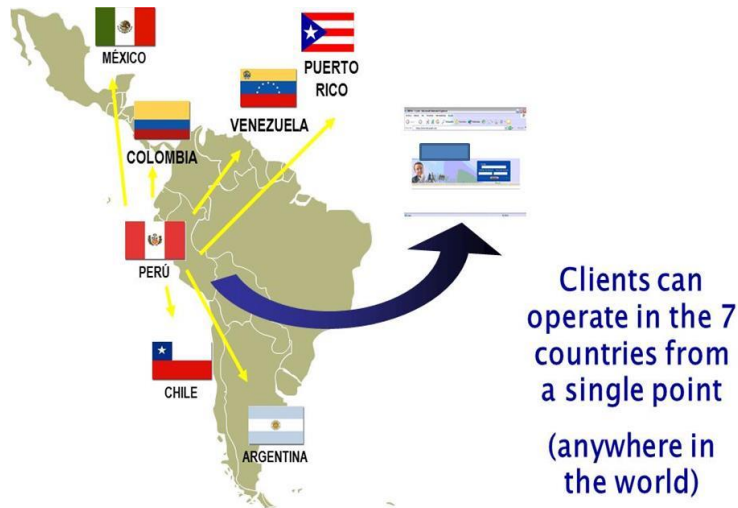 MÉXICO
PUERTO
RICO
VENEZUELA
COLOMBIA
PERÚ
CHILE
ARGENTINA
Clients can
operate in the 7
countries from
a single point
(anywhere in
the world)